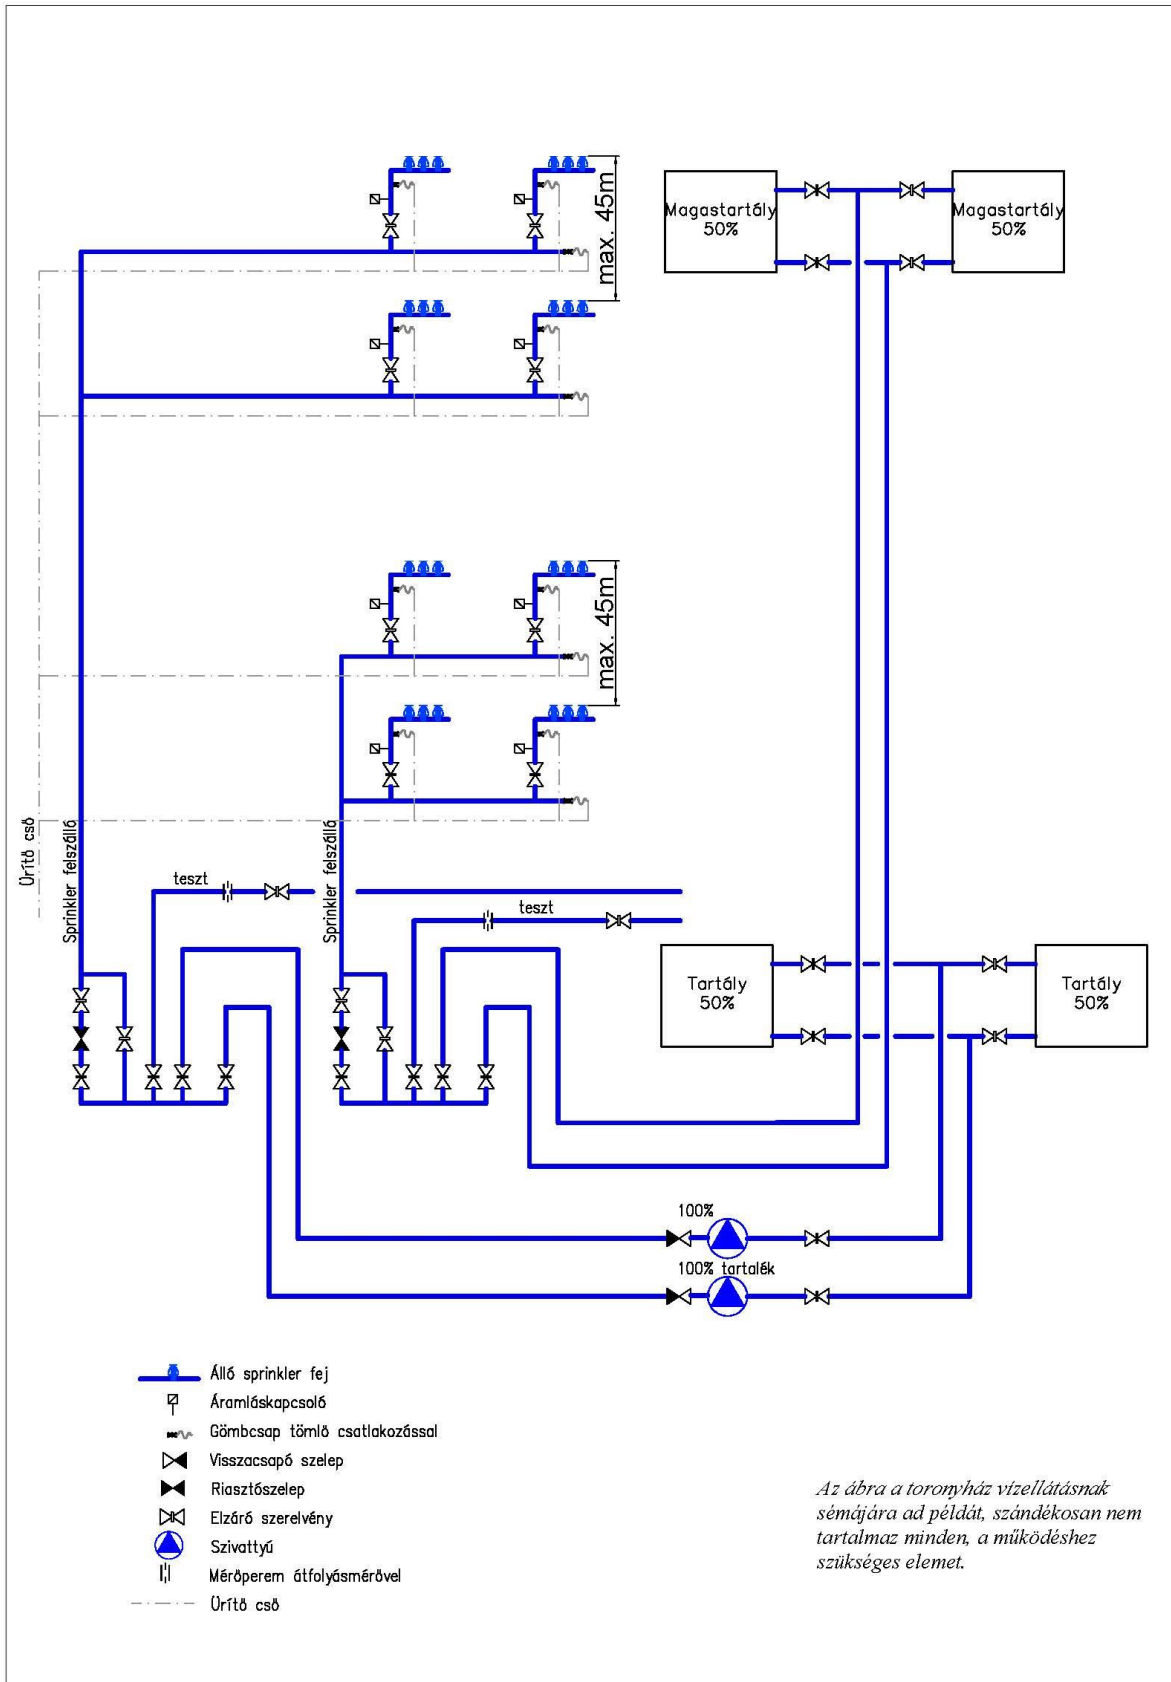 max. 45m
Magastartály
50%
Magastartály
50%
max. 45m
Ürítő cső
Sprinkler felszálló
Sprinkler felszálló
teszt
teszt
Tartály
50%
Tartály
50%
100%
100% tartalék
Álló sprinkler fej
Áramláskapcsoló
Gömbcsap tömlő csatlakozással
Visszacsapó szelep
Riasztószelep
Elzáró szerelvény
Szivattyú
Mérőperem átfolyásmérővel
Ürítő cső
Az ábra a toronyház vízellátásnak
sémájára ad példát, szándékosan nem
tartalmaz minden, a működéshez
szükséges elemet.